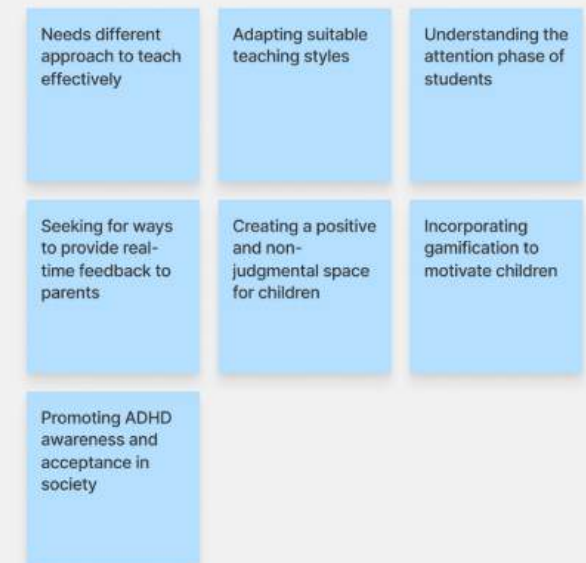 Needs different
approach to teach
effectively
Adapting suitable
teaching styles
Understanding the
attention phase of
students
Seeking for ways
to provide real-
time feedback to
parents
Creating a positive
and non-
judgmental space
for children
Incorporating
gamification to
motivate children
Promoting ADHD
awareness and
acceptance in
society